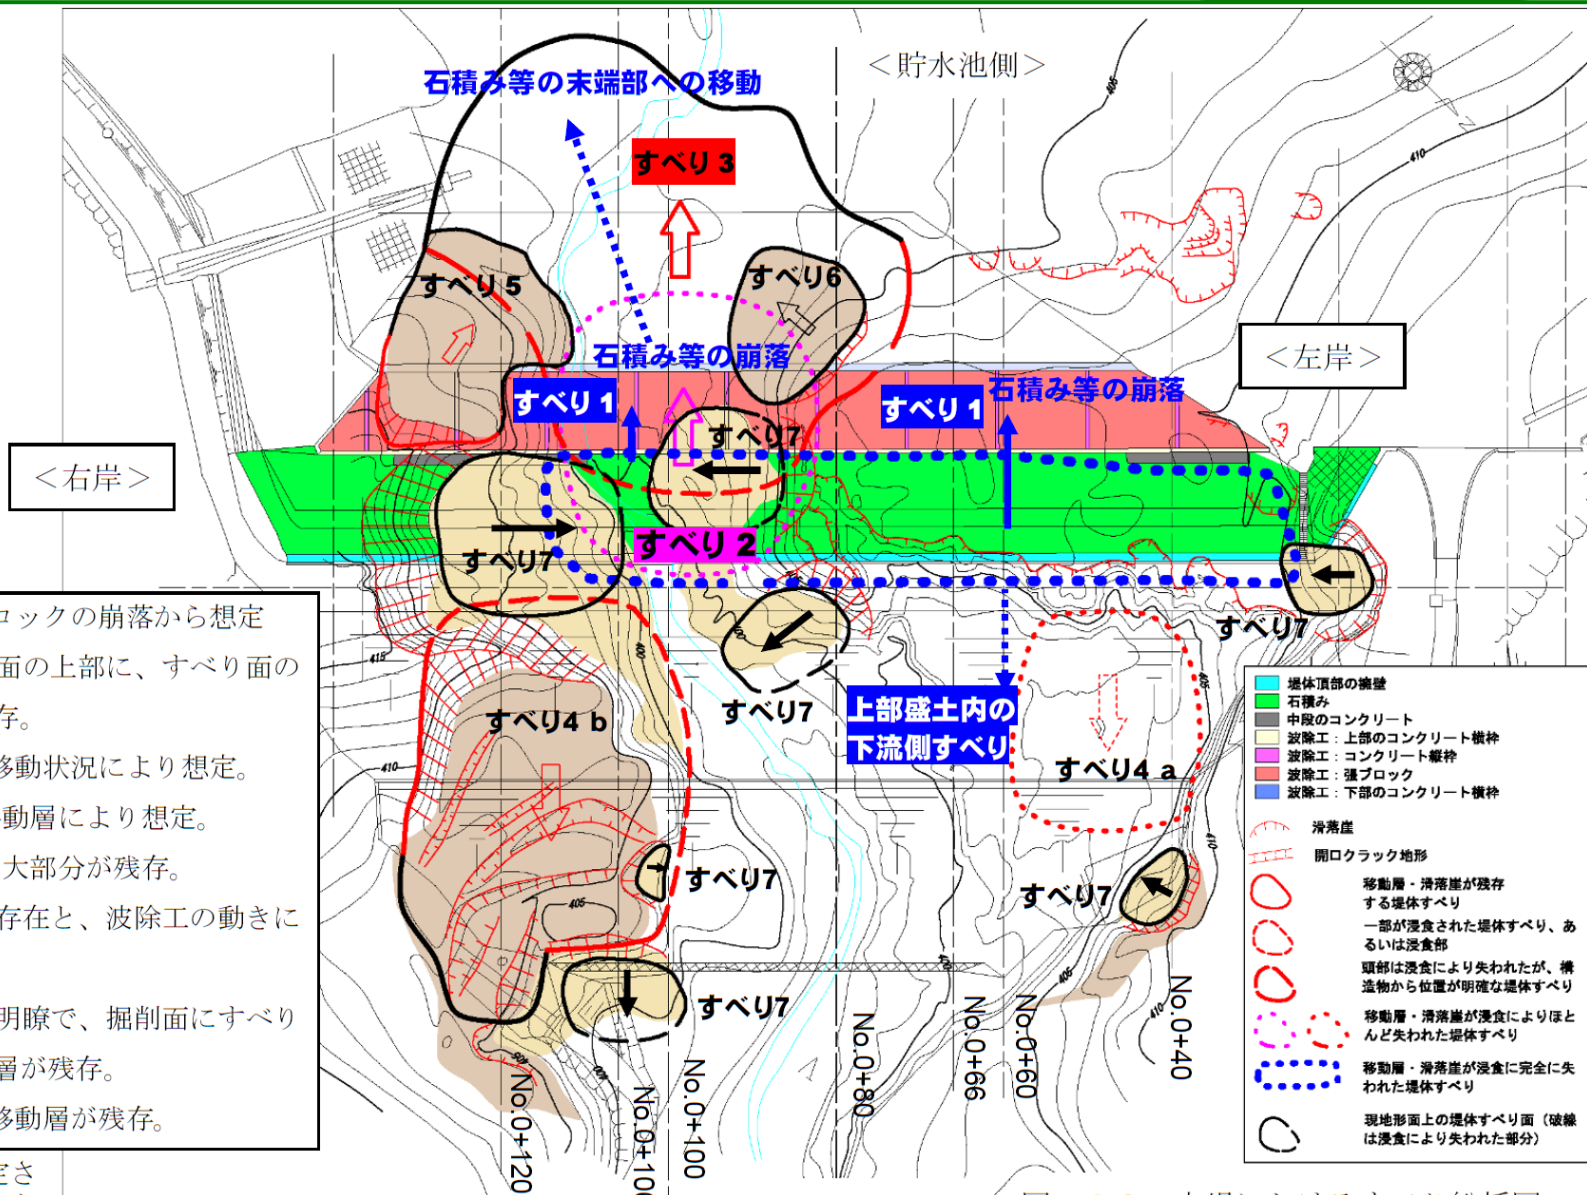 ＜貯水池側＞
石積み等の末端部への移動
すべり3
すべり5
すべり6
石積み等の崩落
＜左岸＞
すべり1
すべり1
石積み等の崩落
すべり7
＜右岸＞
すべり7
すべり2
すべり7
すべり7
上部盛土内の
下流側すべり
すべり4 b
すべり4 a
すべり7
すべり7
すべり7
ロックの崩落から想定
面の上部に、すべり面の
存。
移動状況により想定。
動層により想定。
大部分が残存。
存在と、波除工の動きに
明瞭で、掘削面にすべり
層が残存。
移動層が残存。
堤体頂部の擁壁
石積み
中段のコンクリート
波除工：上部のコンクリート横枠
波除工：コンクリート縦枠
波除工：張ブロック
波除工：下部のコンクリート横枠
滑落崖
開口クラック地形
移動層・滑落崖が残存
する堤体すべり
一部が浸食された堤体すべり、あ
るいは浸食部
頭部は浸食により失われたが、構
造物から位置が明確な堤体すべり
移動層・滑落崖が浸食によりほと
んど失われた堤体すべり
移動層・滑落崖が浸食に完全に失
われた堤体すべり
現地形面上の堤体すべり面（破線
は浸食により失われた部分）
No.0+120
No.0+106
No.0+100
No.0+80
No.0+66
No.0+60
No.0+40
405
410
415
400
410
405
405
410
400
405
410
405
400
N